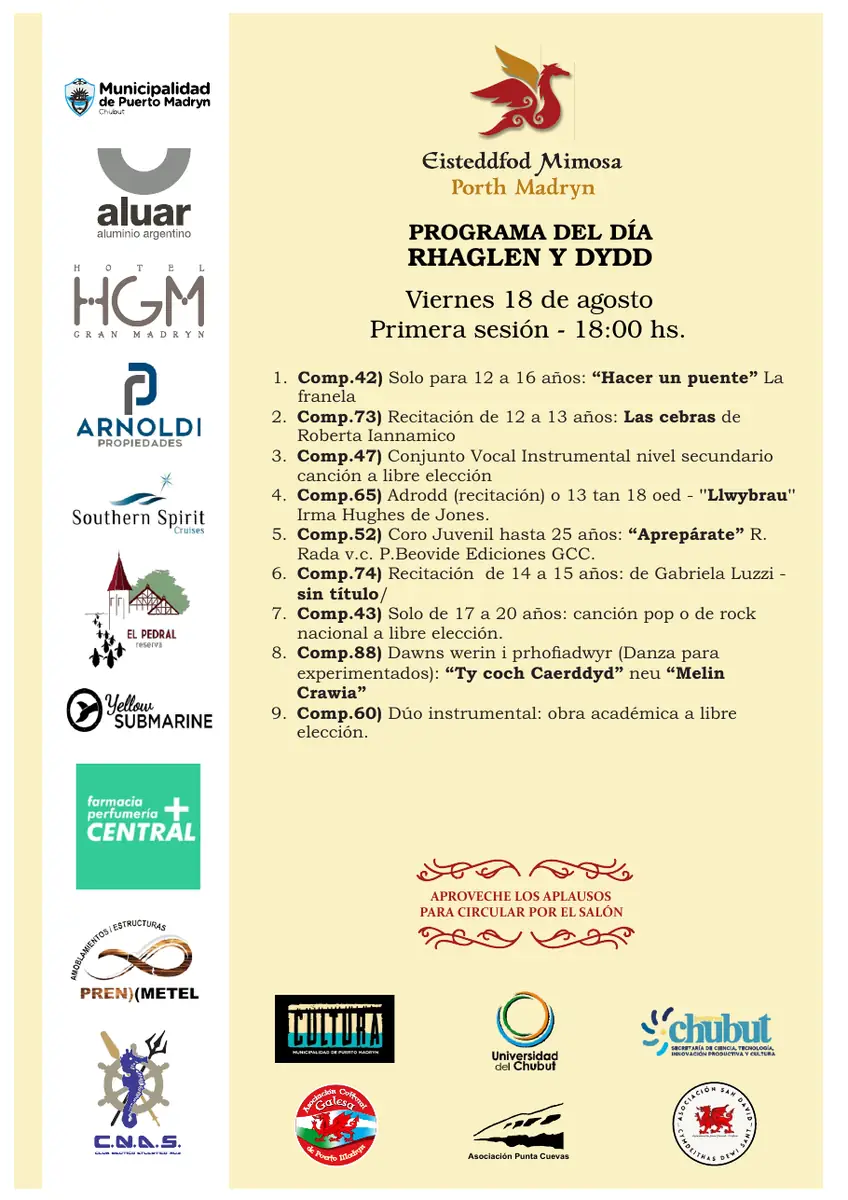 Municipalidad
de Puerto Madryn
Chubut
aluar
aluminio argentino
HOTEL
HGM
GRAN MADRYN
ARNOLDI
PROPIEDADES
Southern Spirit
Cruises
EL PEDRAL
reserva
Yellow
SUBMARINE
farmacia
perfumería
CENTRAL
AMOBLAMIENTOS / ESTRUCTURAS
PREN)(METEL
C.N.A.S.
Eisteddfod Mimosa
Porth Madryn
PROGRAMA DEL DÍA
RHAGLEN Y DYDD
Viernes 18 de agosto
Primera sesión - 18:00 hs.
1. Comp.42) Solo para 12 a 16 años: “Hacer un puente” La
franela
2. Comp.73) Recitación de 12 a 13 años: Las cebras de
Roberta Iannamico
3. Comp.47) Conjunto Vocal Instrumental nivel secundario
canción a libre elección
4. Comp.65) Adrodd (recitación) o 13 tan 18 oed - "Llwybrau"
Irma Hughes de Jones.
5. Comp.52) Coro Juvenil hasta 25 años: “Aprepárate” R.
Rada v.c. P.Beovide Ediciones GCC.
6. Comp.74) Recitación  de 14 a 15 años: de Gabriela Luzzi -
sin título/
7. Comp.43) Solo de 17 a 20 años: canción pop o de rock
nacional a libre elección.
8. Comp.88) Dawns werin i prhofiadwyr (Danza para
experimentados): “Ty coch Caerddyd” neu “Melin
Crawia”
9. Comp.60) Dúo instrumental: obra académica a libre
elección.
APROVECHE LOS APLAUSOS
PARA CIRCULAR POR EL SALÓN
CULTURA
MUNICIPALIDAD DE PUERTO MADRYN
Universidad
del Chubut
chubut
SECRETARÍA DE CIENCIA, TECNOLOGÍA,
INNOVACIÓN PRODUCTIVA Y CULTURA
Asociación Cultural
Galesa
de Puerto Madryn
Asociación Punta Cuevas
ASOCIACIÓN SAN DAVID
CYMDEITHAS DEWI SANT